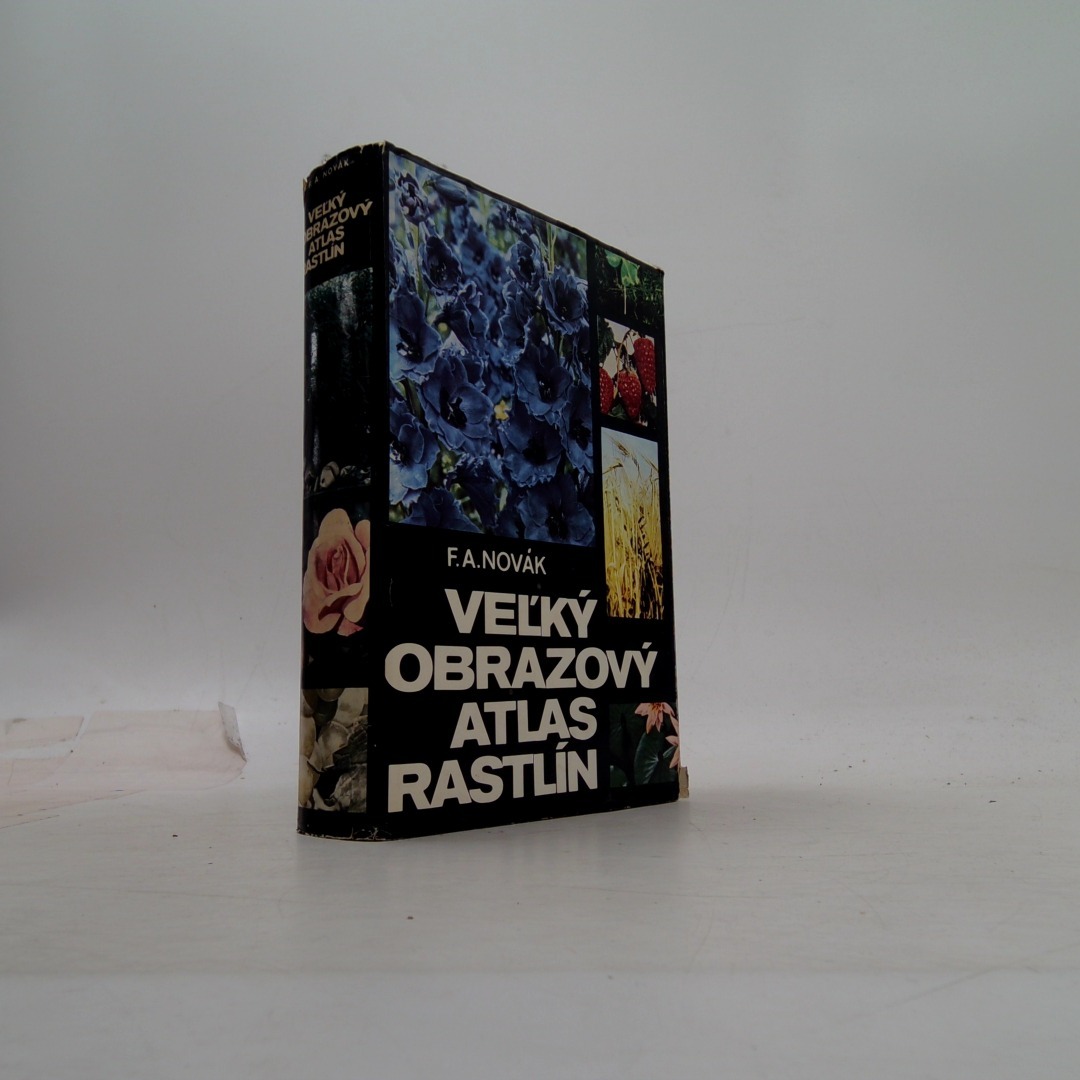 F. A. NOVÁK
VEĽKÝ
OBRAZOVÝ
ATLAS
RASTLÍN
F. A. NOVÁK
VEĽKÝ
OBRAZOVÝ
ATLAS
RASTLÍN